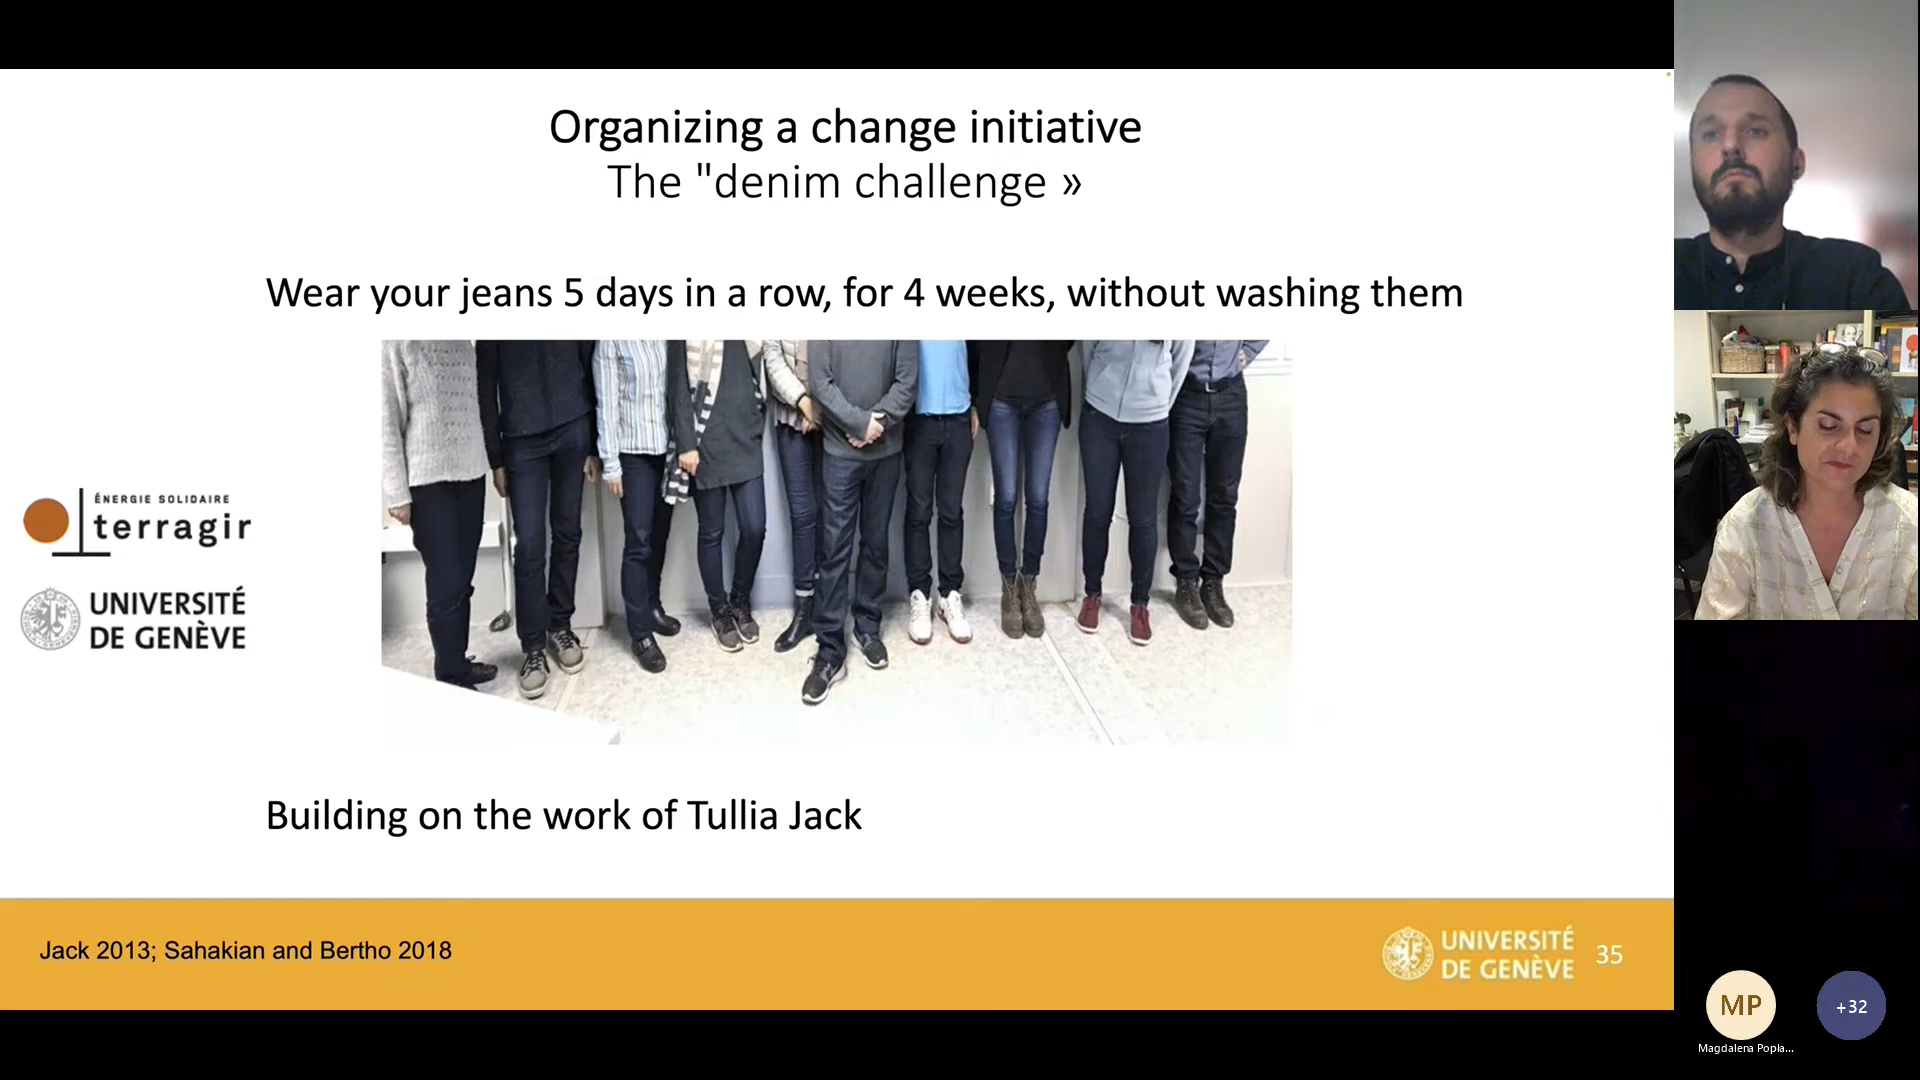 Organizing a change initiative
The "denim challenge »
Wear your jeans 5 days in a row, for 4 weeks, without washing them
ÉNERGIE SOLIDAIRE
terragir
UNIVERSITÉ
DE GENÈVE
Building on the work of Tullia Jack
Jack 2013; Sahakian and Bertho 2018
UNIVERSITÉ
DE GENÈVE
35
MP
+32
Magdalena Popla...